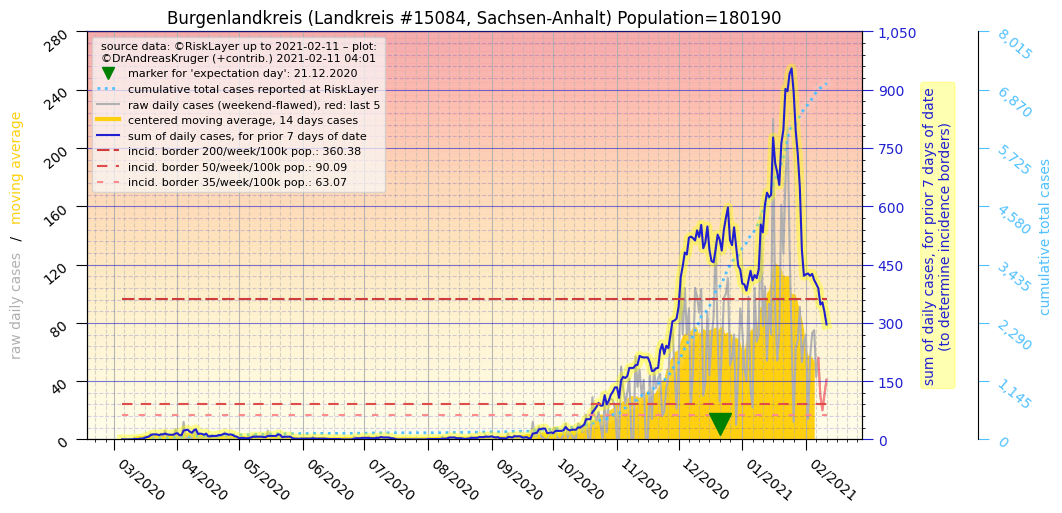 Burgenlandkreis (Landkreis #15084, Sachsen-Anhalt) Population=180190
source data: ©RiskLayer up to 2021-02-11 – plot:
©DrAndreasKruger (+contrib.) 2021-02-11 04:01
marker for 'expectation day': 21.12.2020
cumulative total cases reported at RiskLayer
raw daily cases (weekend-flawed), red: last 5
centered moving average, 14 days cases
sum of daily cases, for prior 7 days of date
incid. border 200/week/100k pop.: 360.38
incid. border 50/week/100k pop.: 90.09
incid. border 35/week/100k pop.: 63.07
raw daily cases / moving average
280
240
200
160
120
80
40
0
03/2020
04/2020
05/2020
06/2020
07/2020
08/2020
09/2020
10/2020
11/2020
12/2020
01/2021
02/2021
1,050
900
750
600
450
300
150
0
sum of daily cases, for prior 7 days of date
(to determine incidence borders)
8,015
6,870
5,725
4,580
3,435
2,290
1,145
0
cumulative total cases